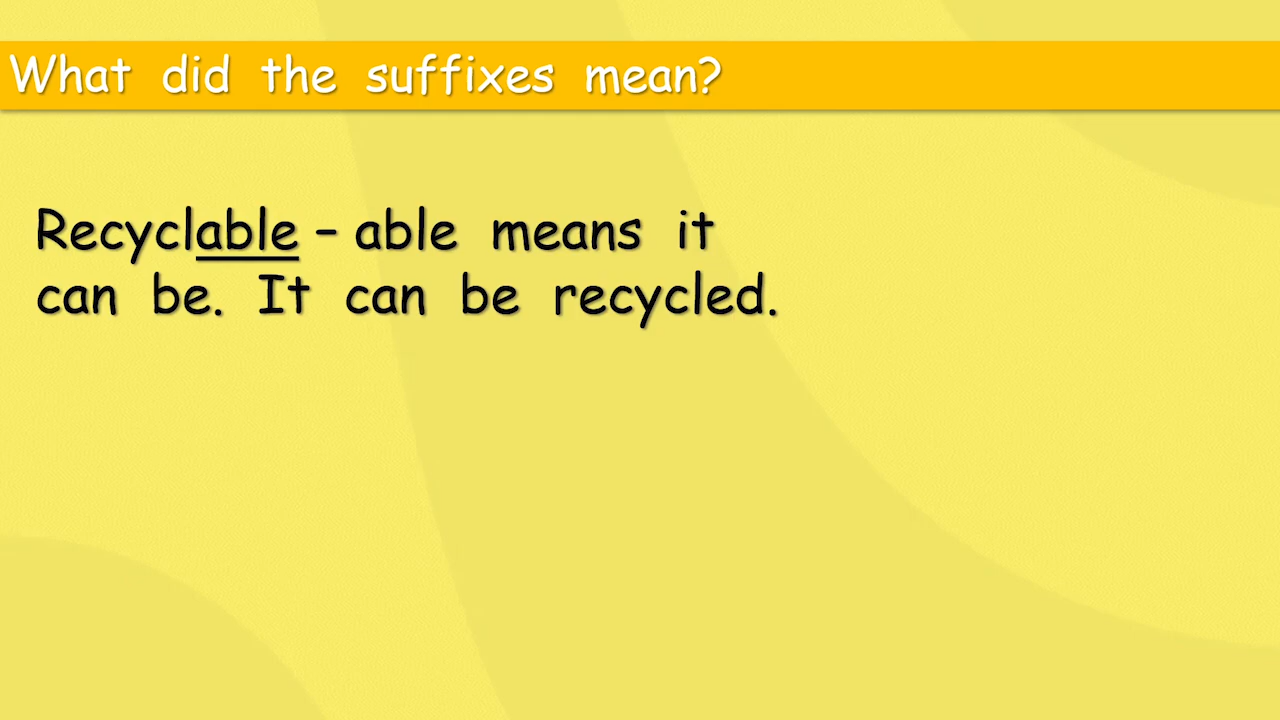 What did the suffixes mean?
Recyclable – able means it
can be. It can be recycled.